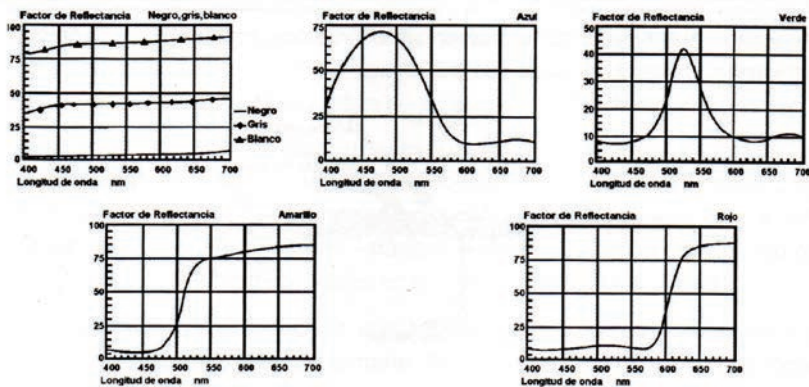 Factor de Reflectancia Negro,gris,blanco
100
75
50
25
0
400 450 500 550 600 650 700
Longitud de onda nm
Negro
Gris
Blanco
Factor de Reflectancia Azul
75
50
25
0
400 450 500 550 600 650 700
Longitud de onda nm
Factor de Reflectancia Verde
50
40
30
20
10
0
400 450 500 550 600 650 700
Longitud de onda nm
Factor de Reflectancia Amarillo
100
75
50
25
0
400 450 500 550 600 650 700
Longitud de onda nm
Factor de Reflectancia Rojo
100
75
50
25
0
400 450 500 550 600 650 700
Longitud de onda nm